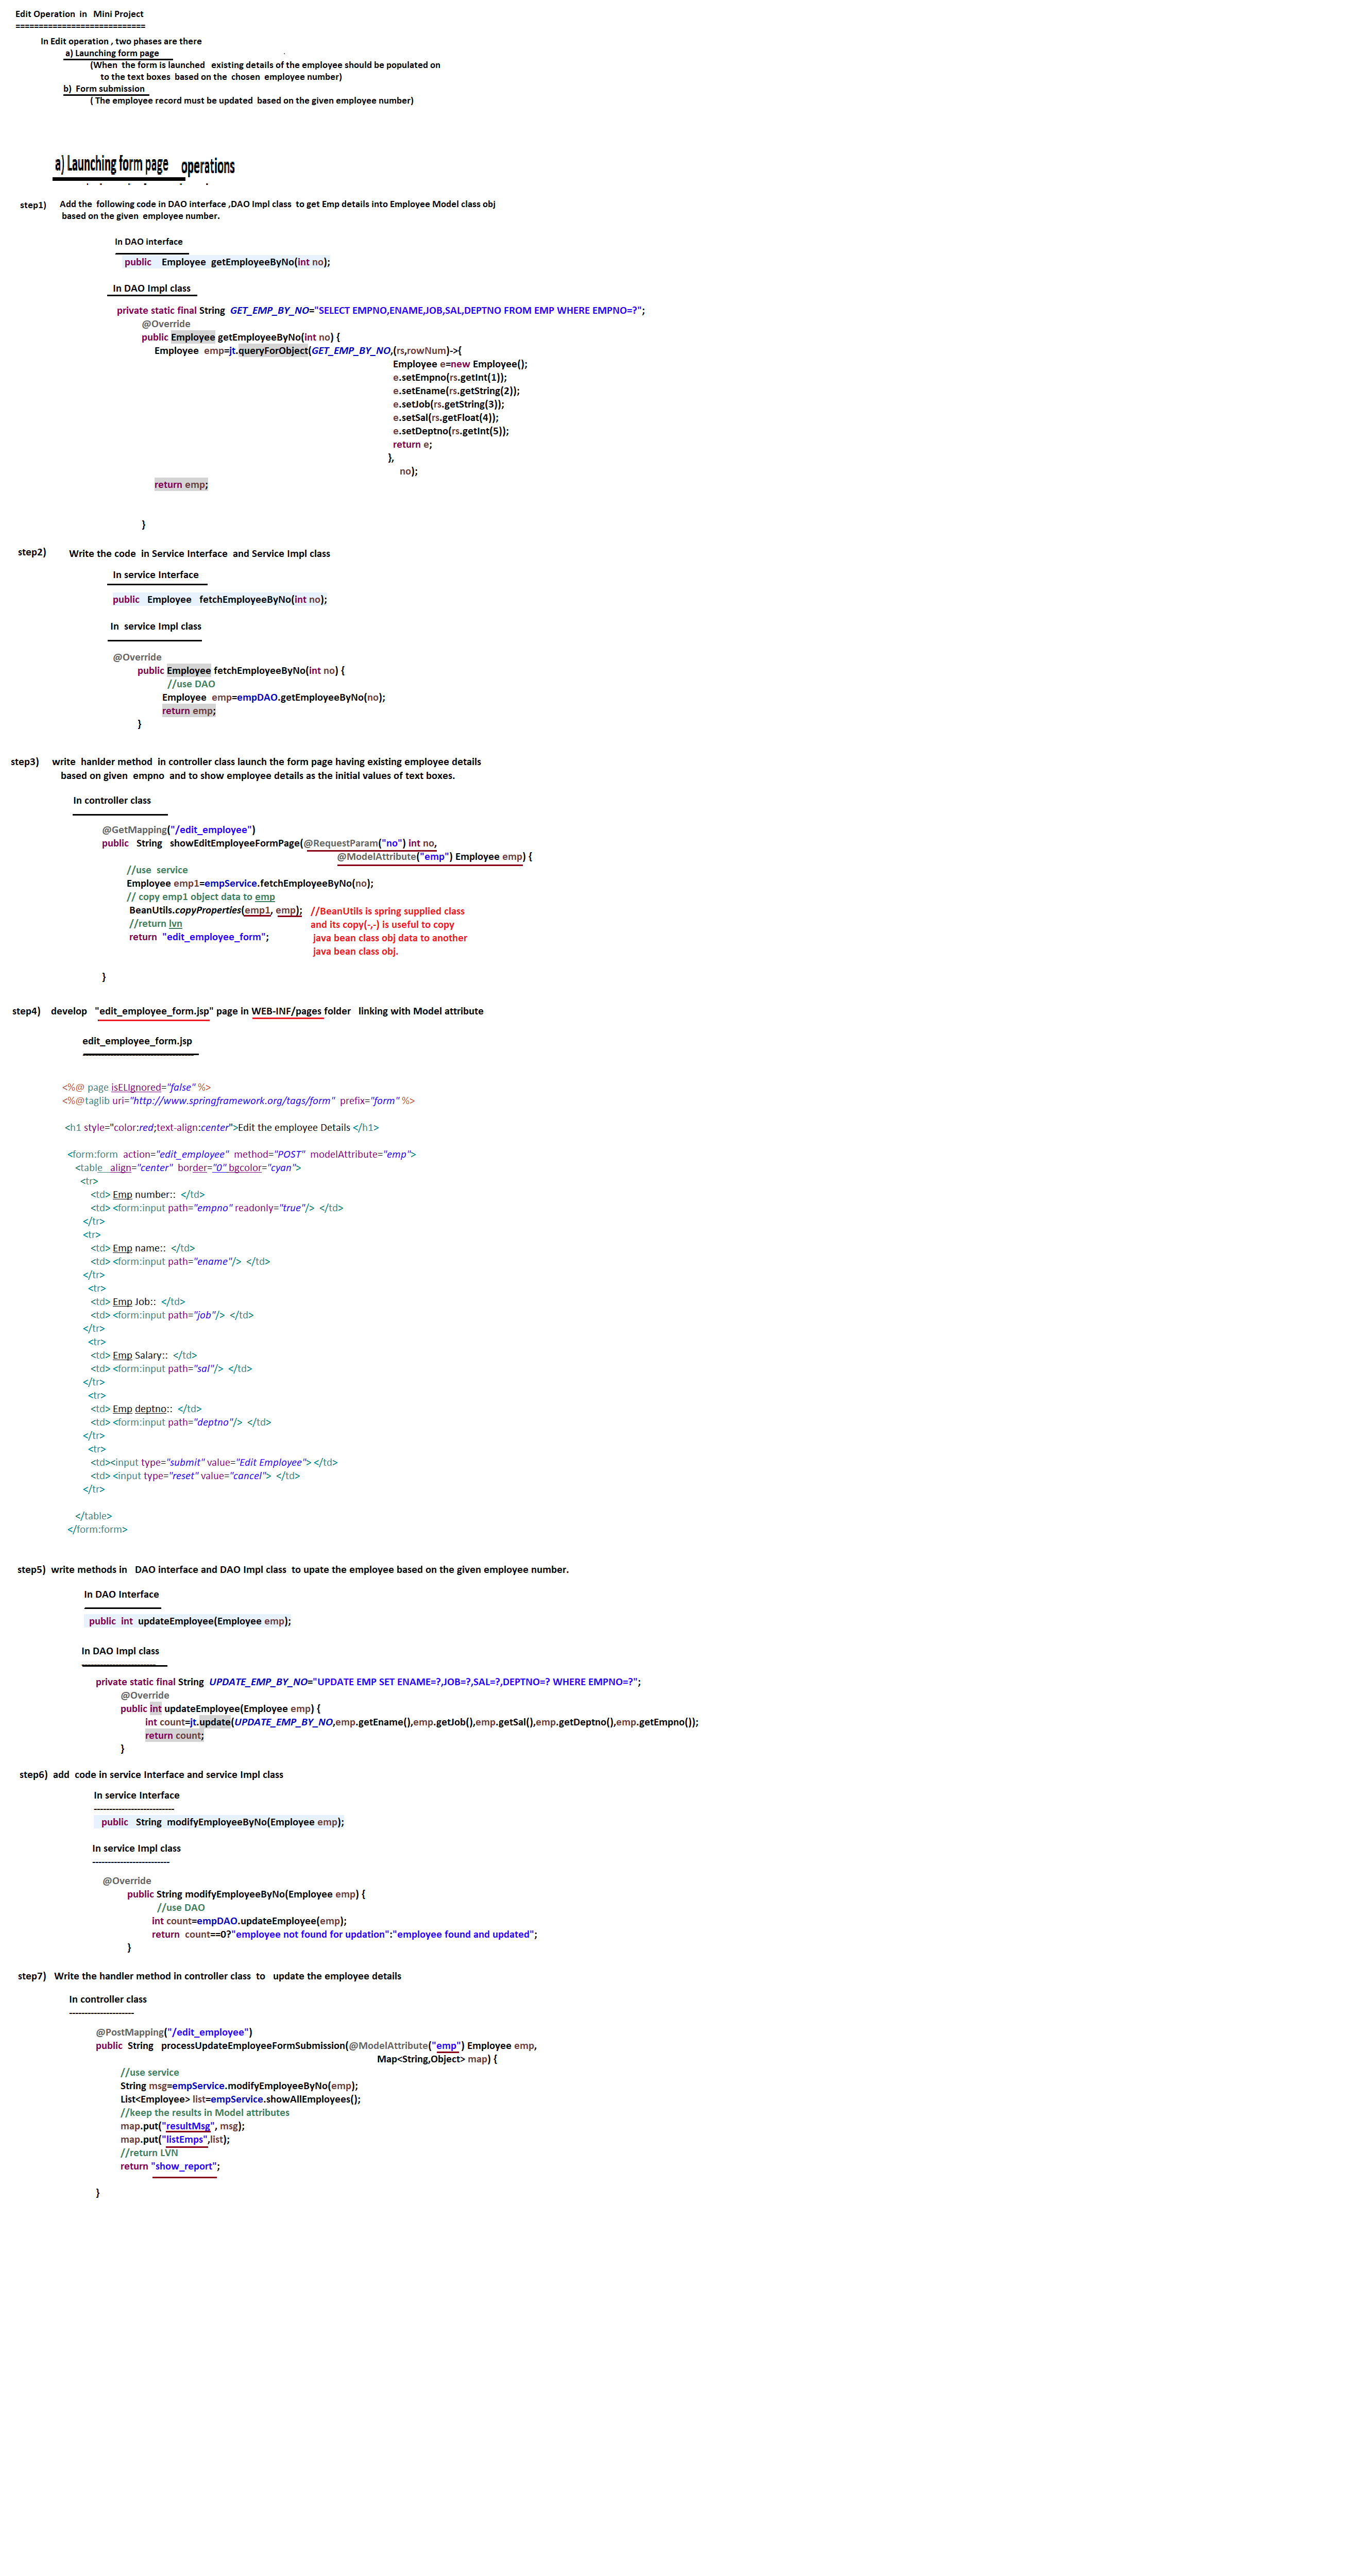 Edit Operation in Mini Project
============================
In Edit operation , two phases are there
a) Launching form page
(When the form is launched existing details of the employee should be populated on
to the text boxes based on the chosen employee number)
b) Form submission
( The employee record must be updated based on the given employee number)
a) Launching form page operations
step1) Add the following code in DAO interface ,DAO Impl class to get Emp details into Employee Model class obj
based on the given employee number.
In DAO interface
public Employee getEmployeeByNo(int no);
In DAO Impl class
private static final String GET_EMP_BY_NO="SELECT EMPNO,ENAME,JOB,SAL,DEPTNO FROM EMP WHERE EMPNO=?";
@Override
public Employee getEmployeeByNo(int no) {
Employee emp=jt.queryForObject(GET_EMP_BY_NO,(rs,rowNum)->{
Employee e=new Employee();
e.setEmpno(rs.getInt(1));
e.setEname(rs.getString(2));
e.setJob(rs.getString(3));
e.setSal(rs.getFloat(4));
e.setDeptno(rs.getInt(5));
return e;
},
no);
return emp;
}
step2) Write the code in Service Interface and Service Impl class
In service Interface
public Employee fetchEmployeeByNo(int no);
In service Impl class
@Override
public Employee fetchEmployeeByNo(int no) {
//use DAO
Employee emp=empDAO.getEmployeeByNo(no);
return emp;
}
step3) write hanlder method in controller class launch the form page having existing employee details
based on given empno and to show employee details as the initial values of text boxes.
In controller class
@GetMapping("/edit_employee")
public String showEditEmployeeFormPage(@RequestParam("no") int no,
@ModelAttribute("emp") Employee emp) {
//use service
Employee emp1=empService.fetchEmployeeByNo(no);
// copy emp1 object data to emp
BeanUtils.copyProperties(emp1, emp); //BeanUtils is spring supplied class
//return lvn and its copy(-,-) is useful to copy
return "edit_employee_form"; java bean class obj data to another
java bean class obj.
}
step4) develop "edit_employee_form.jsp" page in WEB-INF/pages folder linking with Model attribute
edit_employee_form.jsp
------------------------------------
<%@ page isELIgnored="false" %>
<%@taglib uri="http://www.springframework.org/tags/form" prefix="form" %>
<h1 style="color:red;text-align:center">Edit the employee Details </h1>
<form:form action="edit_employee" method="POST" modelAttribute="emp">
<table align="center" border="0" bgcolor="cyan">
<tr>
<td> Emp number:: </td>
<td> <form:input path="empno" readonly="true"/> </td>
</tr>
<tr>
<td> Emp name:: </td>
<td> <form:input path="ename"/> </td>
</tr>
<tr>
<td> Emp Job:: </td>
<td> <form:input path="job"/> </td>
</tr>
<tr>
<td> Emp Salary:: </td>
<td> <form:input path="sal"/> </td>
</tr>
<tr>
<td> Emp deptno:: </td>
<td> <form:input path="deptno"/> </td>
</tr>
<tr>
<td><input type="submit" value="Edit Employee"> </td>
<td> <input type="reset" value="cancel"> </td>
</tr>
</table>
</form:form>
step5) write methods in DAO interface and DAO Impl class to upate the employee based on the given employee number.
In DAO Interface
public int updateEmployee(Employee emp);
In DAO Impl class
------------------------
private static final String UPDATE_EMP_BY_NO="UPDATE EMP SET ENAME=?,JOB=?,SAL=?,DEPTNO=? WHERE EMPNO=?";
@Override
public int updateEmployee(Employee emp) {
int count=jt.update(UPDATE_EMP_BY_NO,emp.getEname(),emp.getJob(),emp.getSal(),emp.getDeptno(),emp.getEmpno());
return count;
}
step6) add code in service Interface and service Impl class
In service Interface
--------------------------
public String modifyEmployeeByNo(Employee emp);
In service Impl class
-------------------------
@Override
public String modifyEmployeeByNo(Employee emp) {
//use DAO
int count=empDAO.updateEmployee(emp);
return count==0?"employee not found for updation":"employee found and updated";
}
step7) Write the handler method in controller class to update the employee details
In controller class
---------------------
@PostMapping("/edit_employee")
public String processUpdateEmployeeFormSubmission(@ModelAttribute("emp") Employee emp,
Map<String,Object> map) {
//use service
String msg=empService.modifyEmployeeByNo(emp);
List<Employee> list=empService.showAllEmployees();
//keep the results in Model attributes
map.put("resultMsg", msg);
map.put("listEmps",list);
//return LVN
return "show_report";
}